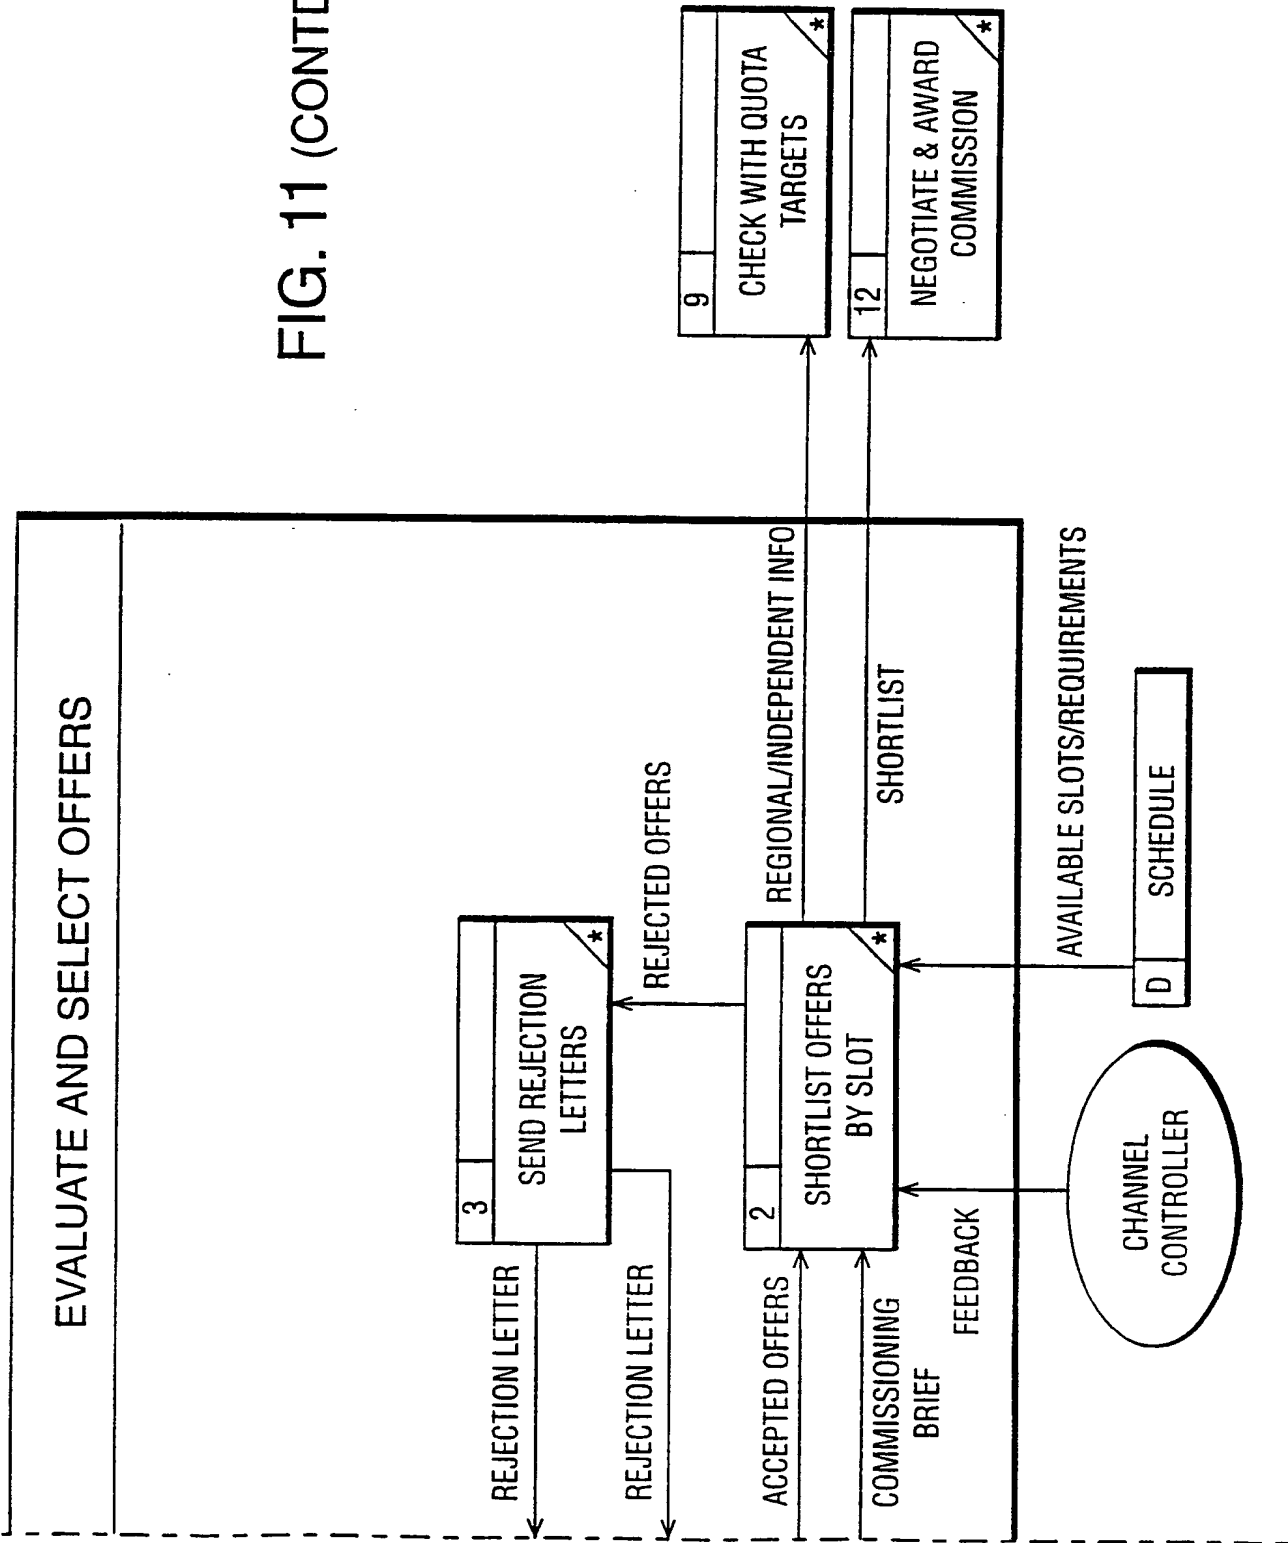 FIG. 11 (CONTD
EVALUATE AND SELECT OFFERS
REJECTION LETTER
3
SEND REJECTION
LETTERS
*
REJECTION LETTER
REJECTED OFFERS
ACCEPTED OFFERS
COMMISSIONING
BRIEF
2
SHORTLIST OFFERS
BY SLOT
*
REGIONAL/INDEPENDENT INFO
SHORTLIST
9
CHECK WITH QUOTA
TARGETS
*
12
NEGOTIATE & AWARD
COMMISSION
*
FEEDBACK
AVAILABLE SLOTS/REQUIREMENTS
CHANNEL
CONTROLLER
D
SCHEDULE